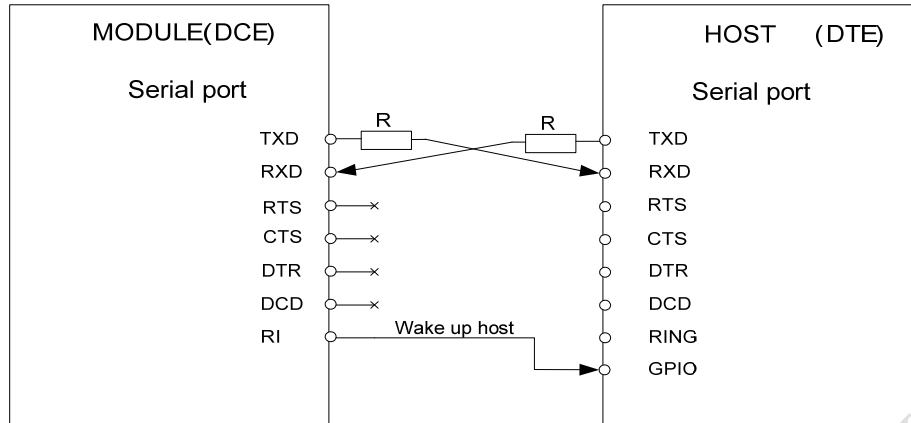 MODULE(DCE)
Serial port
TXD
RXD
RTS
CTS
DTR
DCD
RI
R
R
Wake up host
HOST (DTE)
Serial port
TXD
RXD
RTS
CTS
DTR
DCD
RING
GPIO